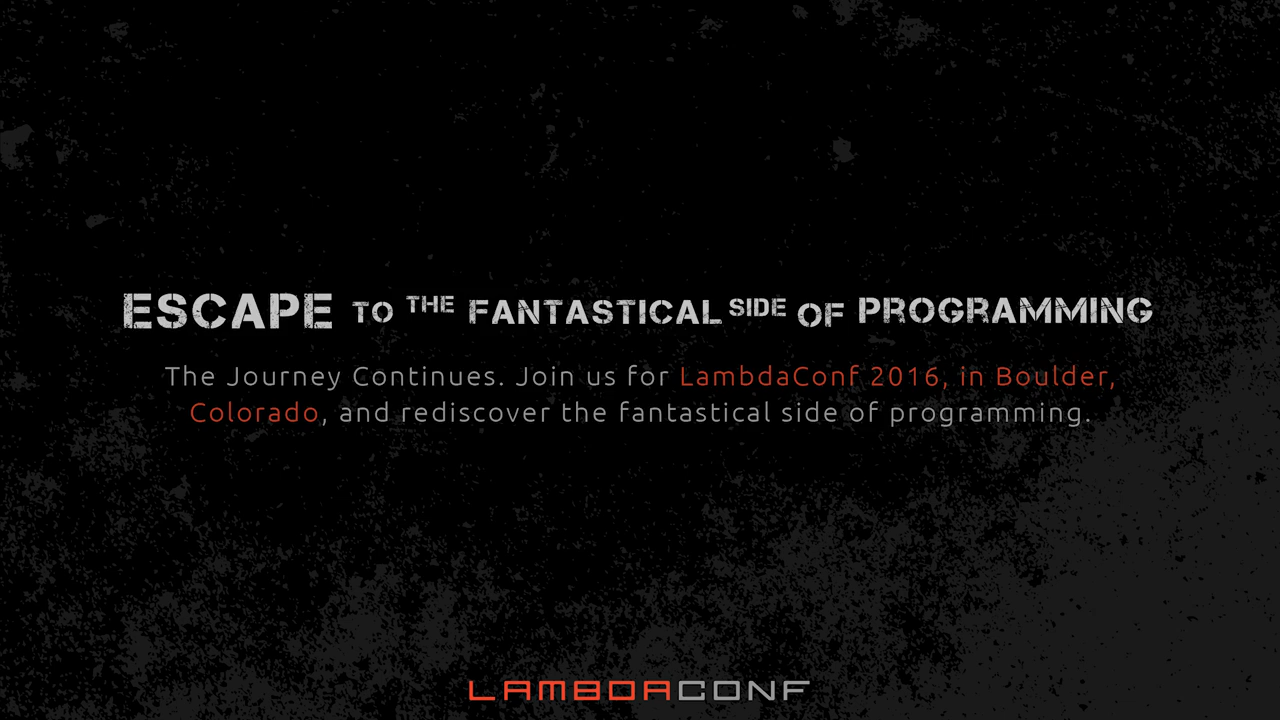 ESCAPE TO THE FANTASTICAL SIDE OF PROGRAMMING
The Journey Continues. Join us for LambdaConf 2016, in Boulder,
Colorado, and rediscover the fantastical side of programming.
LAMBDACONF